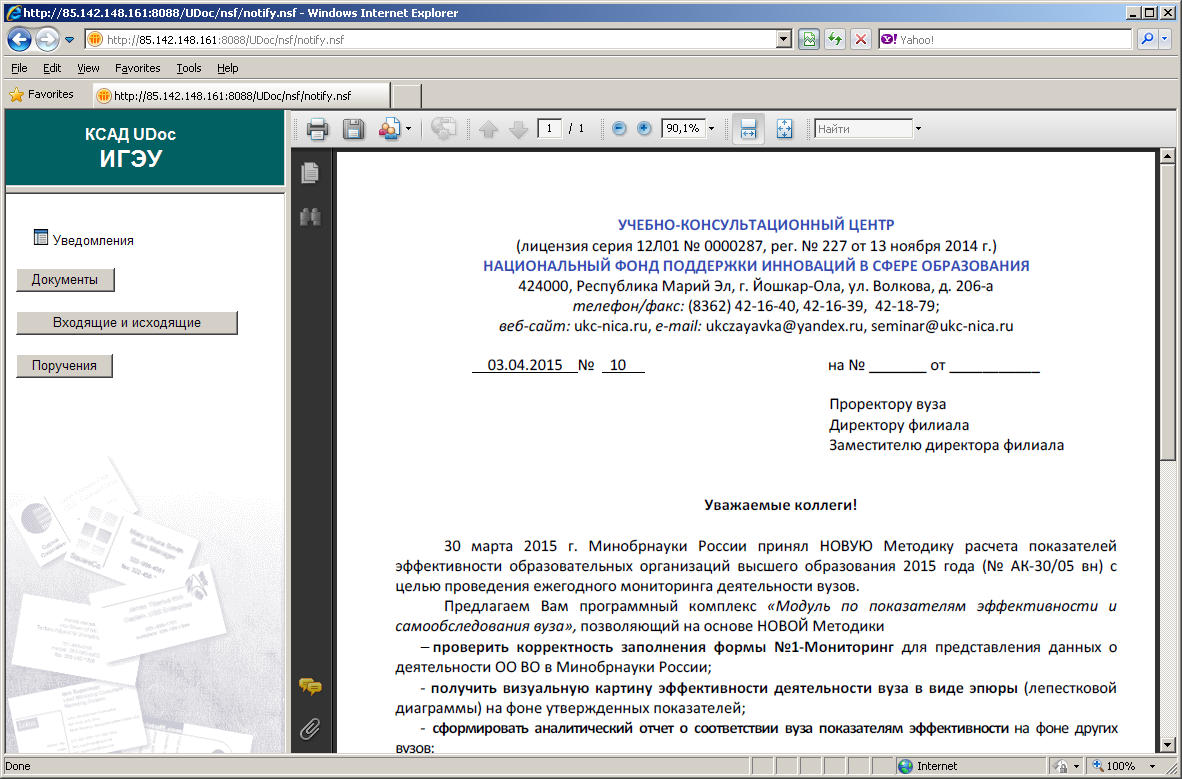 http://85.142.148.161:8088/UDoc/nsf/notify.nsf - Windows Internet Explorer
http://85.142.148.161:8088/UDoc/nsf/notify.nsf
Yahoo!
File Edit View Favorites Tools Help
Favorites http://85.142.148.161:8088/UDoc/nsf/notify.nsf
КСАД UDoc
ИГЭУ
Уведомления
Документы
Входящие и исходящие
Поручения
1 / 1 90,1% Найти
УЧЕБНО-КОНСУЛЬТАЦИОННЫЙ ЦЕНТР
(лицензия серия 12Л01 № 0000287, рег. № 227 от 13 ноября 2014 г.)
НАЦИОНАЛЬНЫЙ ФОНД ПОДДЕРЖКИ ИННОВАЦИЙ В СФЕРЕ ОБРАЗОВАНИЯ
424000, Республика Марий Эл, г. Йошкар-Ола, ул. Волкова, д. 206-а
телефон/факс: (8362) 42-16-40, 42-16-39, 42-18-79;
веб-сайт: ukc-nica.ru, e-mail: ukczayavka@yandex.ru, seminar@ukc-nica.ru
03.04.2015 № 10 на № _______ от ___________
Проректору вуза
Директору филиала
Заместителю директора филиала
Уважаемые коллеги!
30 марта 2015 г. Минобрнауки России принял НОВУЮ Методику расчета показателей
эффективности образовательных организаций высшего образования 2015 года (№ АК-30/05 вн) с
целью проведения ежегодного мониторинга деятельности вузов.
Предлагаем Вам программный комплекс «Модуль по показателям эффективности и
самообследования вуза», позволяющий на основе НОВОЙ Методики
– проверить корректность заполнения формы №1-Мониторинг для представления данных о
деятельности ОО ВО в Минобрнауки России;
- получить визуальную картину эффективности деятельности вуза в виде эпюры (лепестковой
диаграммы) на фоне утвержденных показателей;
- сформировать аналитический отчет о соответствии вуза показателям эффективности на фоне других
вузов;
Done Internet 100%